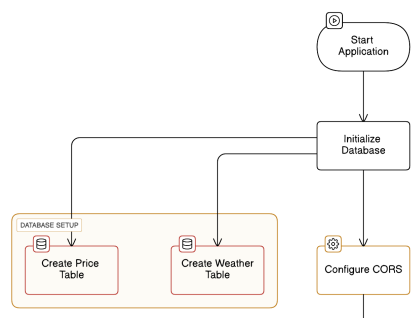 Start
Application
Initialize
Database
DATABASE SETUP
Create Price
Table
Create Weather
Table
Configure CORS